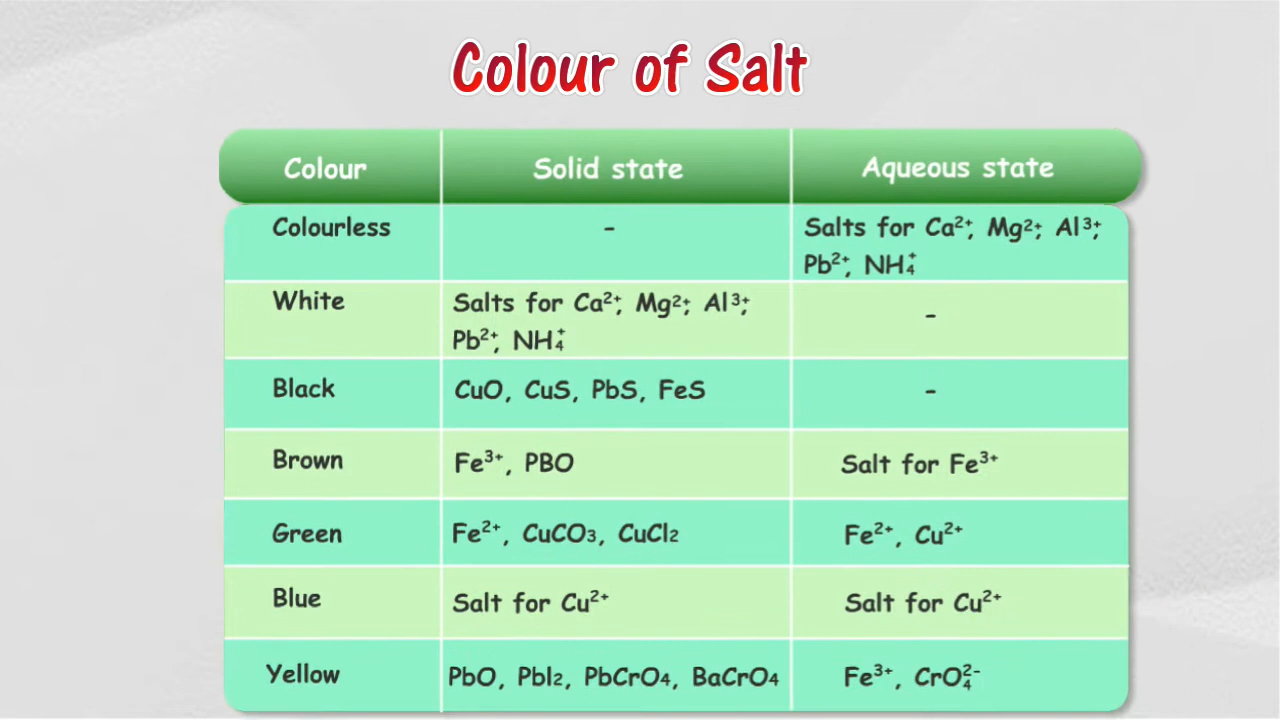 Colour of Salt
Colour Solid state Aqueous state
Colourless - Salts for Ca²⁺, Mg²⁺, Al³⁺,
Pb²⁺, NH₄⁺
White Salts for Ca²⁺, Mg²⁺, Al³⁺, -
Pb²⁺, NH₄⁺
Black CuO, CuS, PbS, FeS -
Brown Fe³⁺, PBO Salt for Fe³⁺
Green Fe²⁺, CuCO₃, CuCl₂ Fe²⁺, Cu²⁺
Blue Salt for Cu²⁺ Salt for Cu²⁺
Yellow PbO, PbI₂, PbCrO₄, BaCrO₄ Fe³⁺, CrO₄²⁻